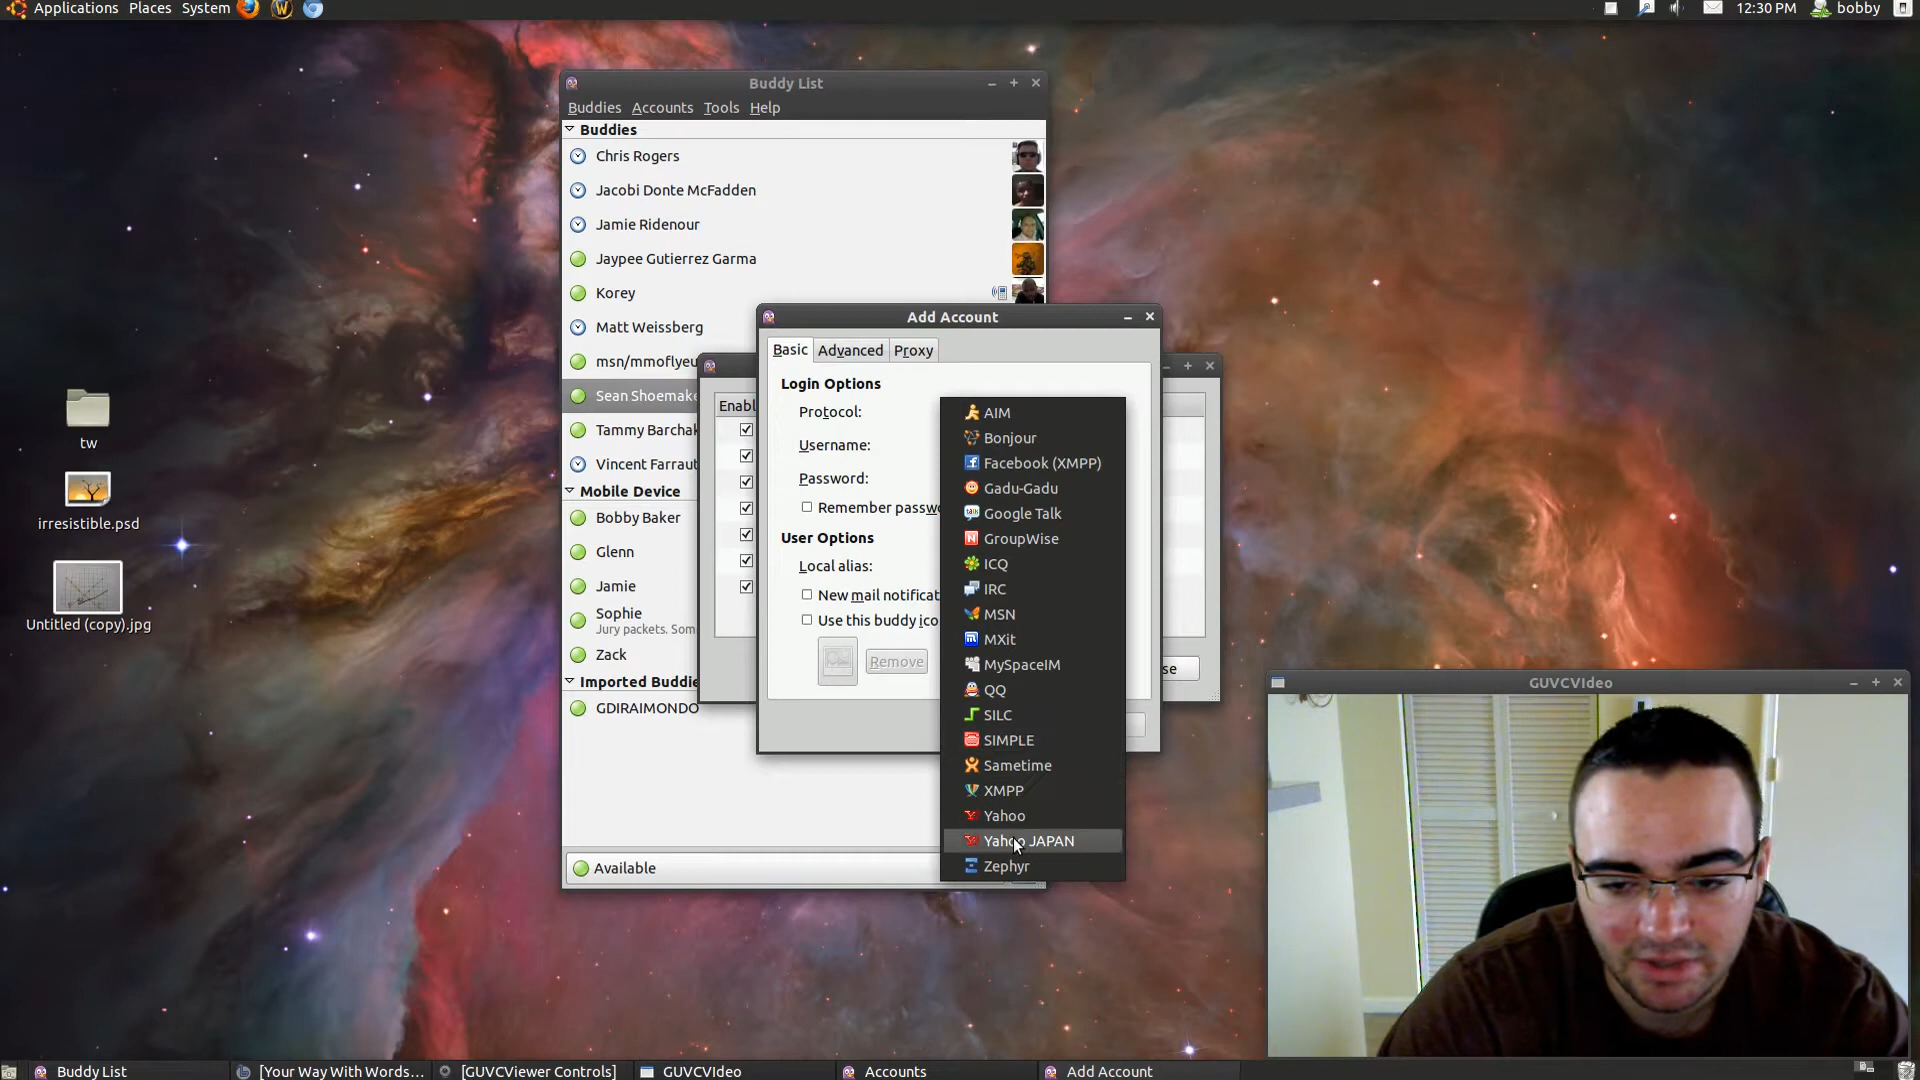 Applications Places System
12:30 PM bobby
Buddy List
Buddies Accounts Tools Help
Buddies
Chris Rogers
Jacobi Donte McFadden
Jamie Ridenour
Jaypee Gutierrez Garma
Korey
Matt Weissberg
msn/mmoflyeu
Sean Shoemake
Tammy Barchak
Vincent Farraut
Mobile Device
Bobby Baker
Glenn
Jamie
Sophie
Jury packets. Som
Zack
Imported Buddie
GDIRAIMONDO
Available
Enabl
se
Add Account
Basic Advanced Proxy
Login Options
Protocol:
Username:
Password:
Remember passwo
User Options
Local alias:
New mail notificat
Use this buddy ico
Remove
AIM
Bonjour
Facebook (XMPP)
Gadu-Gadu
Google Talk
GroupWise
ICQ
IRC
MSN
MXit
MySpaceIM
QQ
SILC
SIMPLE
Sametime
XMPP
Yahoo
Yahoo JAPAN
Zephyr
tw
irresistible.psd
Untitled (copy).jpg
GUVCVIdeo
Buddy List [Your Way With Words... [GUVCViewer Controls] GUVCVIdeo Accounts Add Account